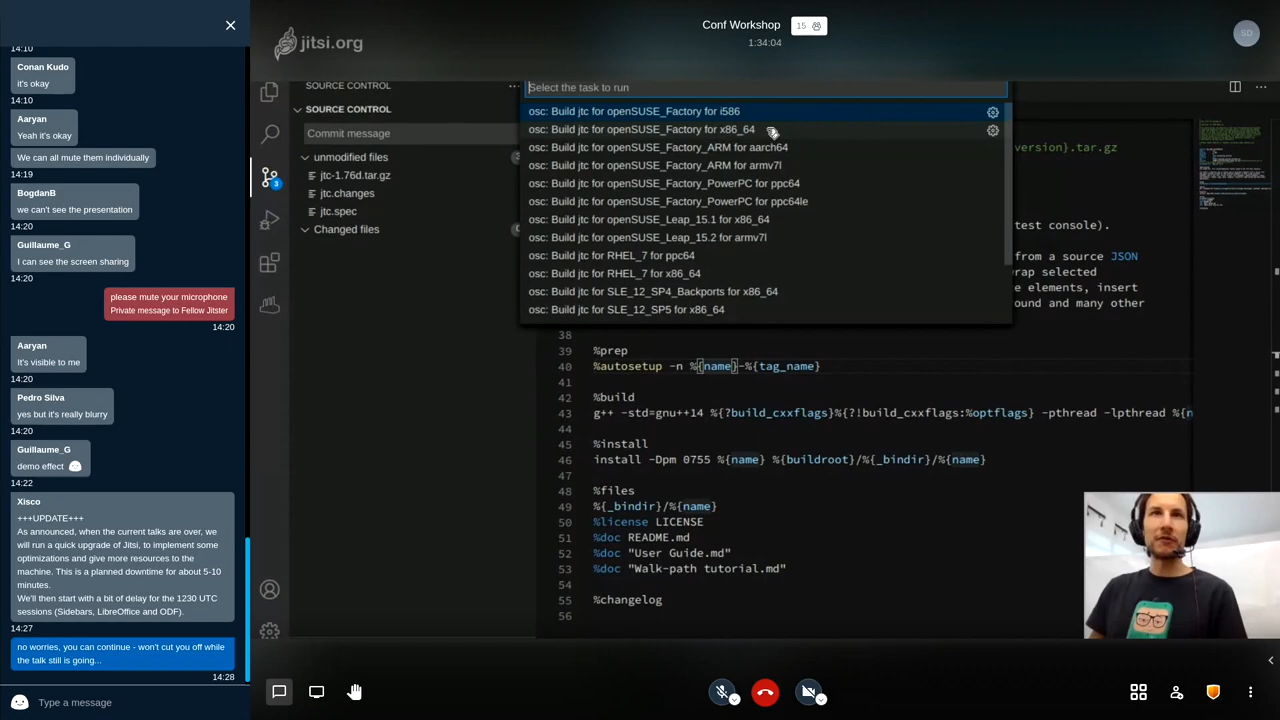 14:10
Conan Kudo
it's okay
14:10
Aaryan
Yeah it's okay
We can all mute them individually
14:19
BogdanB
we can't see the presentation
14:20
Guillaume_G
I can see the screen sharing
14:20
please mute your microphone
Private message to Fellow Jitster
14:20
Aaryan
It's visible to me
14:20
Pedro Silva
yes but it's really blurry
14:20
Guillaume_G
demo effect
14:22
Xisco
+++UPDATE+++
As announced, when the current talks are over, we
will run a quick upgrade of Jitsi, to implement some
optimizations and give more resources to the
machine. This is a planned downtime for about 5-10
minutes.
We'll then start with a bit of delay for the 1230 UTC
sessions (Sidebars, LibreOffice and ODF).
14:27
no worries, you can continue - won't cut you off while
the talk still is going...
14:28
Type a message
jitsi.org
Conf Workshop
15
1:34:04
SD
SOURCE CONTROL
SOURCE CONTROL
Commit message
unmodified files
jtc-1.76d.tar.gz
jtc.changes
jtc.spec
Changed files
3
Select the task to run
osc: Build jtc for openSUSE_Factory for i586
osc: Build jtc for openSUSE_Factory for x86_64
osc: Build jtc for openSUSE_Factory_ARM for aarch64
osc: Build jtc for openSUSE_Factory_ARM for armv7l
osc: Build jtc for openSUSE_Factory_PowerPC for ppc64
osc: Build jtc for openSUSE_Factory_PowerPC for ppc64le
osc: Build jtc for openSUSE_Leap_15.1 for x86_64
osc: Build jtc for openSUSE_Leap_15.2 for armv7l
osc: Build jtc for RHEL_7 for ppc64
osc: Build jtc for RHEL_7 for x86_64
osc: Build jtc for SLE_12_SP4_Backports for x86_64
osc: Build jtc for SLE_12_SP5 for x86_64
version}.tar.gz
test console).
from a source JSON
wrap selected
e elements, insert
ound and many other
38
39 %prep
40 %autosetup -n %{name}-%{tag_name}
41
42 %build
43 g++ -std=gnu++14 %{?build_cxxflags}%{?!build_cxxflags:%optflags} -pthread -lpthread %{n
44
45 %install
46 install -Dpm 0755 %{name} %{buildroot}/%{_bindir}/%{name}
47
48 %files
49 %{_bindir}/%{name}
50 %license LICENSE
51 %doc README.md
52 %doc "User Guide.md"
53 %doc "Walk-path tutorial.md"
54
55 %changelog
56